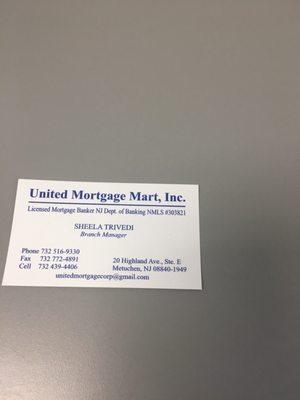 United Mortgage Mart, Inc.
Licensed Mortgage Banker NJ Dept. of Banking NMLS #303821
SHEELA TRIVEDI
Branch Manager
Phone 732 516-9330
Fax 732 772-4891
Cell 732 439-4406
20 Highland Ave., Ste. E
Metuchen, NJ 08840-1949
unitedmortgagecorp@gmail.com